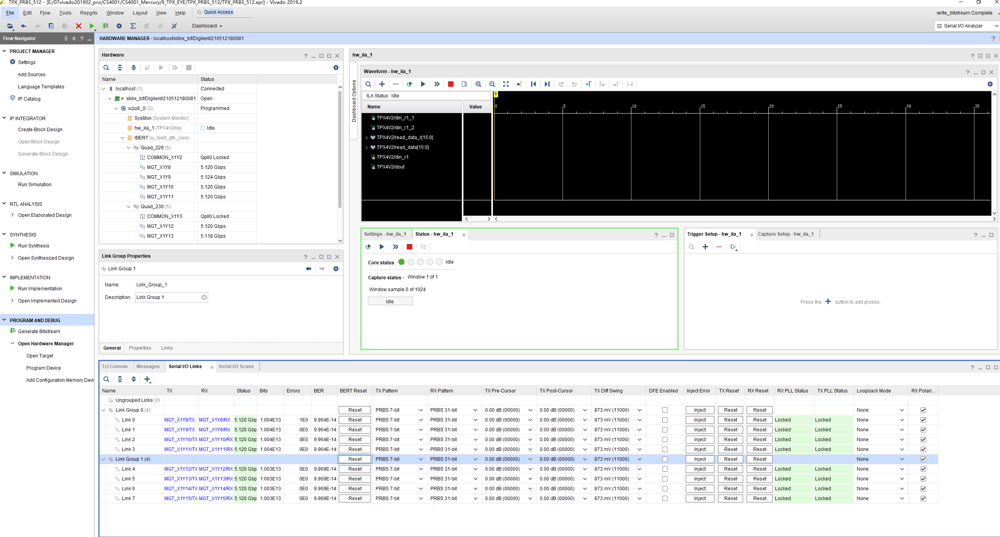 TPX_PRBS_512 - [E:/07vivado201902_pro/CS4001/CS4001_Mercury/9_TPX_EYE/TPX_PRBS_512/TPX_PRBS_512.xpr] - Vivado 2019.2
File Edit Flow Tools Reports Window Layout View Help Quick Access
write_bitstream Complete
Dashboard
Serial I/O Analyzer
Flow Navigator
HARDWARE MANAGER - localhost/xilinx_tcf/Digilent/210512180081
PROJECT MANAGER
Settings
Add Sources
Language Templates
IP Catalog
IP INTEGRATOR
Create Block Design
Open Block Design
Generate Block Design
SIMULATION
Run Simulation
RTL ANALYSIS
Open Elaborated Design
SYNTHESIS
Run Synthesis
Open Synthesized Design
IMPLEMENTATION
Run Implementation
Open Implemented Design
PROGRAM AND DEBUG
Generate Bitstream
Open Hardware Manager
Open Target
Program Device
Add Configuration Memory Devi
Hardware
Name Status
localhost (1) Connected
xilinx_tcf/Digilent/210512180081 Open
xczu6_0 (3) Programmed
SysMon (System Monitor)
hw_ila_1 (TPX4V2/ila) Idle
IBERT (u_ibert_gth_core)
Quad_229 (5)
COMMON_X1Y2 Qpll0 Locked
MGT_X1Y8 5.120 Gbps
MGT_X1Y9 5.124 Gbps
MGT_X1Y10 5.120 Gbps
MGT_X1Y11 5.120 Gbps
Quad_230 (5)
COMMON_X1Y3 Qpll0 Locked
MGT_X1Y12 5.120 Gbps
MGT_X1Y13 5.118 Gbps
Link Group Properties
Link Group 1
Name: Link_Group_1
Description: Link Group 1
General Properties Links
hw_ila_1
Dashboard Options
Waveform - hw_ila_1
ILA Status: Idle
Name Value
0
0 5 10 15 20 25 30 35
TPX4V2/din_r1_1
TPX4V2/din_r1_2
TPX4V2/read_data_r[15:0]
TPX4V2/read_data[15:0]
TPX4V2/din_r1
TPX4V2/dout
Settings - hw_ila_1 Status - hw_ila_1
Core status Idle
Capture status - Window 1 of 1
Window sample 0 of 1024
Idle
Trigger Setup - hw_ila_1 Capture Setup - hw_ila_1
Press the + button to add probes.
Tcl Console Messages Serial I/O Links Serial I/O Scans
Name TX RX Status Bits Errors BER BERT Reset TX Pattern RX Pattern TX Pre-Cursor TX Post-Cursor TX Diff Swing DFE Enabled Inject Error TX Reset RX Reset RX PLL Status TX PLL Status Loopback Mode RX Polari...
Ungrouped Links (0)
Link Group 0 (4) Reset PRBS 7-bit PRBS 31-bit 0.00 dB (00000) 0.00 dB (00000) 873 mV (11000) Inject Reset Reset None
Link 0 MGT_X1Y8/TX MGT_X1Y8/RX 5.120 Gbp 1.004E13 1E0 9.964E-14 Reset PRBS 7-bit PRBS 31-bit 0.00 dB (00000) 0.00 dB (00000) 873 mV (11000) Inject Reset Reset Locked Locked None
Link 1 MGT_X1Y9/TX MGT_X1Y9/RX 5.120 Gbp 1.004E13 0E0 9.964E-14 Reset PRBS 7-bit PRBS 31-bit 0.00 dB (00000) 0.00 dB (00000) 873 mV (11000) Inject Reset Reset Locked Locked None
Link 2 MGT_X1Y10/TX MGT_X1Y10/RX 5.120 Gbp 1.004E13 0E0 9.964E-14 Reset PRBS 7-bit PRBS 31-bit 0.00 dB (00000) 0.00 dB (00000) 873 mV (11000) Inject Reset Reset Locked Locked None
Link 3 MGT_X1Y11/TX MGT_X1Y11/RX 5.120 Gbp 1.004E13 0E0 9.964E-14 Reset PRBS 7-bit PRBS 31-bit 0.00 dB (00000) 0.00 dB (00000) 873 mV (11000) Inject Reset Reset Locked Locked None
Link Group 1 (4) Reset PRBS 7-bit PRBS 31-bit 0.00 dB (00000) 0.00 dB (00000) 873 mV (11000) Inject Reset Reset None
Link 4 MGT_X1Y12/TX MGT_X1Y12/RX 5.120 Gbp 1.003E13 0E0 9.969E-14 Reset PRBS 7-bit PRBS 31-bit 0.00 dB (00000) 0.00 dB (00000) 873 mV (11000) Inject Reset Reset Locked Locked None
Link 5 MGT_X1Y13/TX MGT_X1Y13/RX 5.120 Gbp 1.003E13 0E0 9.969E-14 Reset PRBS 7-bit PRBS 31-bit 0.00 dB (00000) 0.00 dB (00000) 873 mV (11000) Inject Reset Reset Locked Locked None
Link 6 MGT_X1Y14/TX MGT_X1Y14/RX 5.120 Gbp 1.003E13 0E0 9.969E-14 Reset PRBS 7-bit PRBS 31-bit 0.00 dB (00000) 0.00 dB (00000) 873 mV (11000) Inject Reset Reset Locked Locked None
Link 7 MGT_X1Y15/TX MGT_X1Y15/RX 5.120 Gbp 1.003E13 0E0 9.969E-14 Reset PRBS 7-bit PRBS 31-bit 0.00 dB (00000) 0.00 dB (00000) 873 mV (11000) Inject Reset Reset Locked Locked None